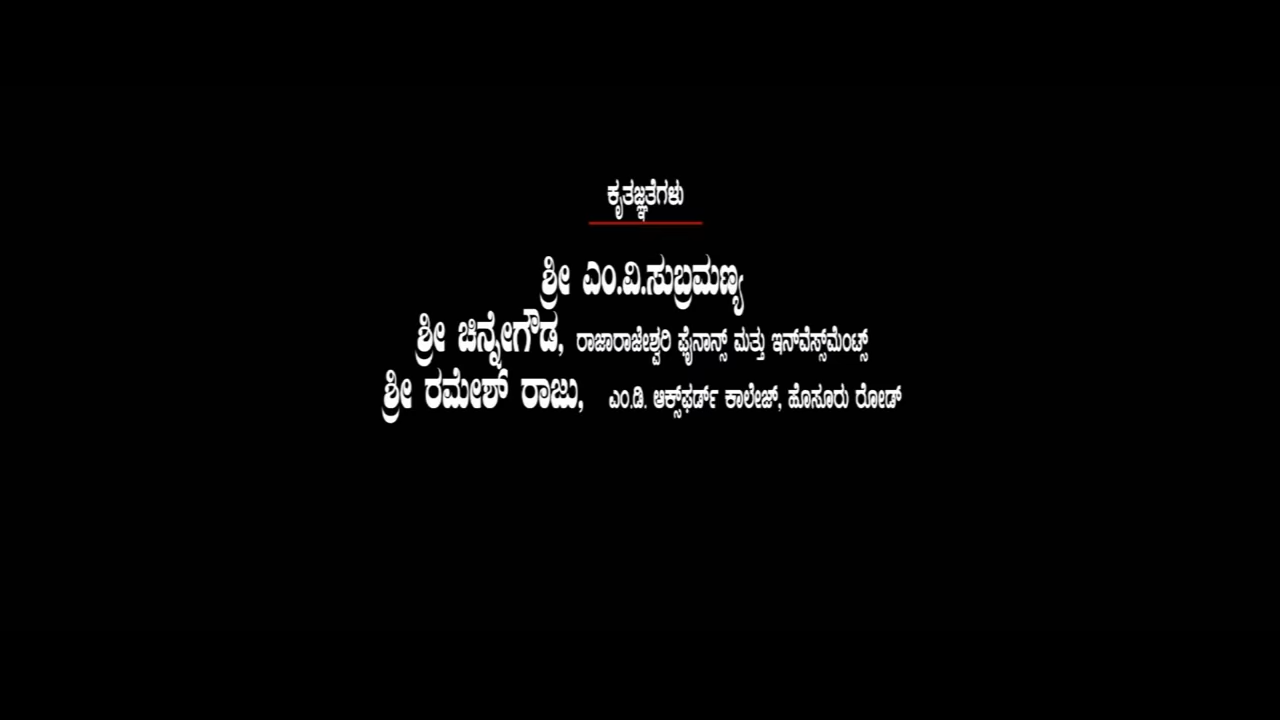 ಕೃತಜ್ಞತೆಗಳು
ಶ್ರೀ ಎಂ.ವಿ.ಸುಬ್ರಮಣ್ಯ
ಶ್ರೀ ಚಿನ್ನೇಗೌಡ, ರಾಜಾರಾಜೇಶ್ವರಿ ಫೈನಾನ್ಸ್ ಮತ್ತು ಇನ್‌ವೆಸ್ಸ್‌ಮೆಂಟ್ಸ್
ಶ್ರೀ ರಮೇಶ್ ರಾಜು, ಎಂ.ಡಿ. ಆಕ್ಸ್‌ಫರ್ಡ್ ಕಾಲೇಜ್, ಹೊಸೂರು ರೋಡ್